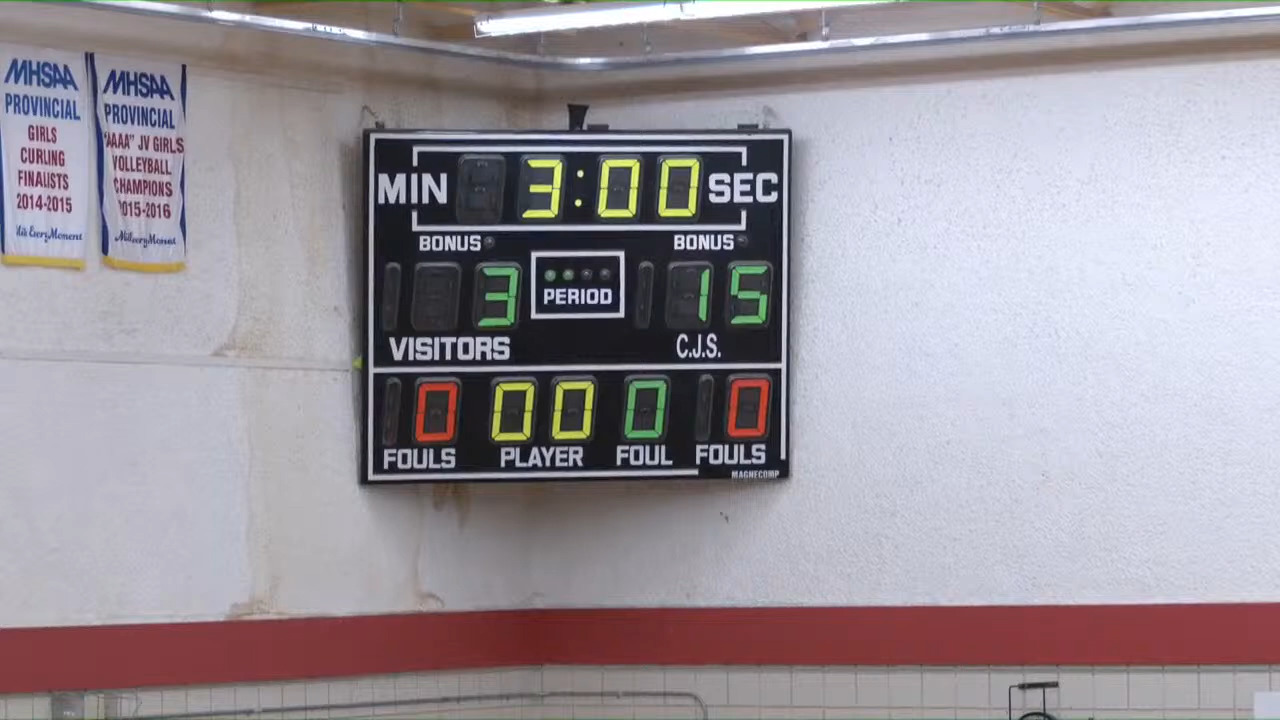 MHSAA
PROVINCIAL
GIRLS
CURLING
FINALISTS
2014-2015
MHSAA
PROVINCIAL
"AAAA" JV GIRLS
VOLLEYBALL
CHAMPIONS
2015-2016
MIN 3:00 SEC
BONUS BONUS
3 PERIOD 15
VISITORS C.J.S.
0 00 0 0
FOULS PLAYER FOUL FOULS
MAGNECOMP